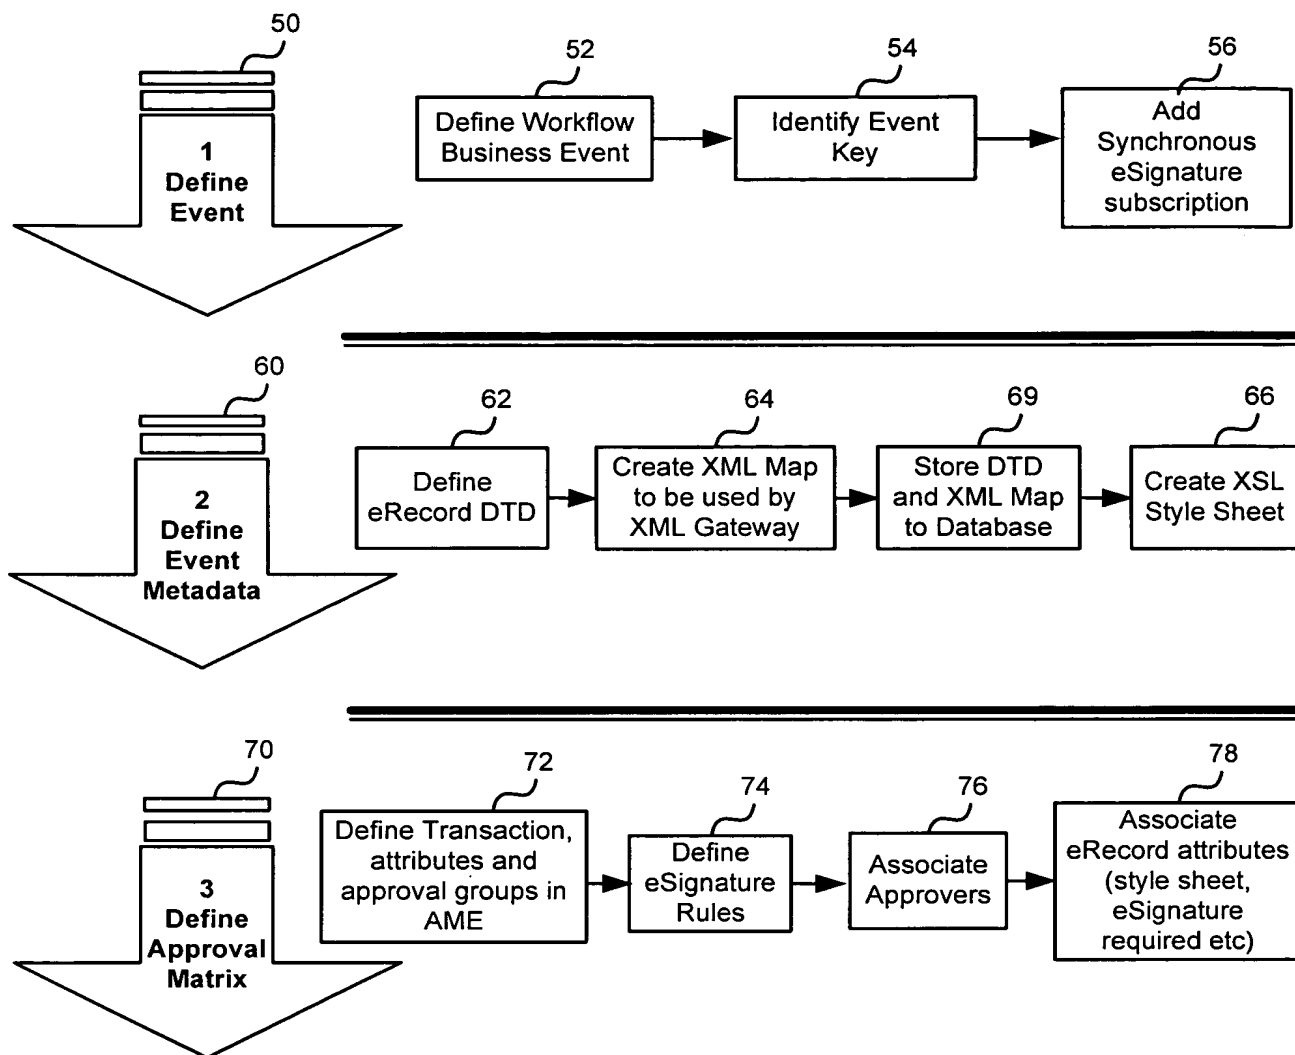 50
52
54
56
1
Define
Event
Define Workflow
Business Event
Identify Event
Key
Add
Synchronous
eSignature
subscription
60
62
64
69
66
2
Define
Event
Metadata
Define
eRecord DTD
Create XML Map
to be used by
XML Gateway
Store DTD
and XML Map
to Database
Create XSL
Style Sheet
70
72
74
76
78
3
Define
Approval
Matrix
Define Transaction,
attributes and
approval groups in
AME
Define
eSignature
Rules
Associate
Approvers
Associate
eRecord attributes
(style sheet,
eSignature
required etc)